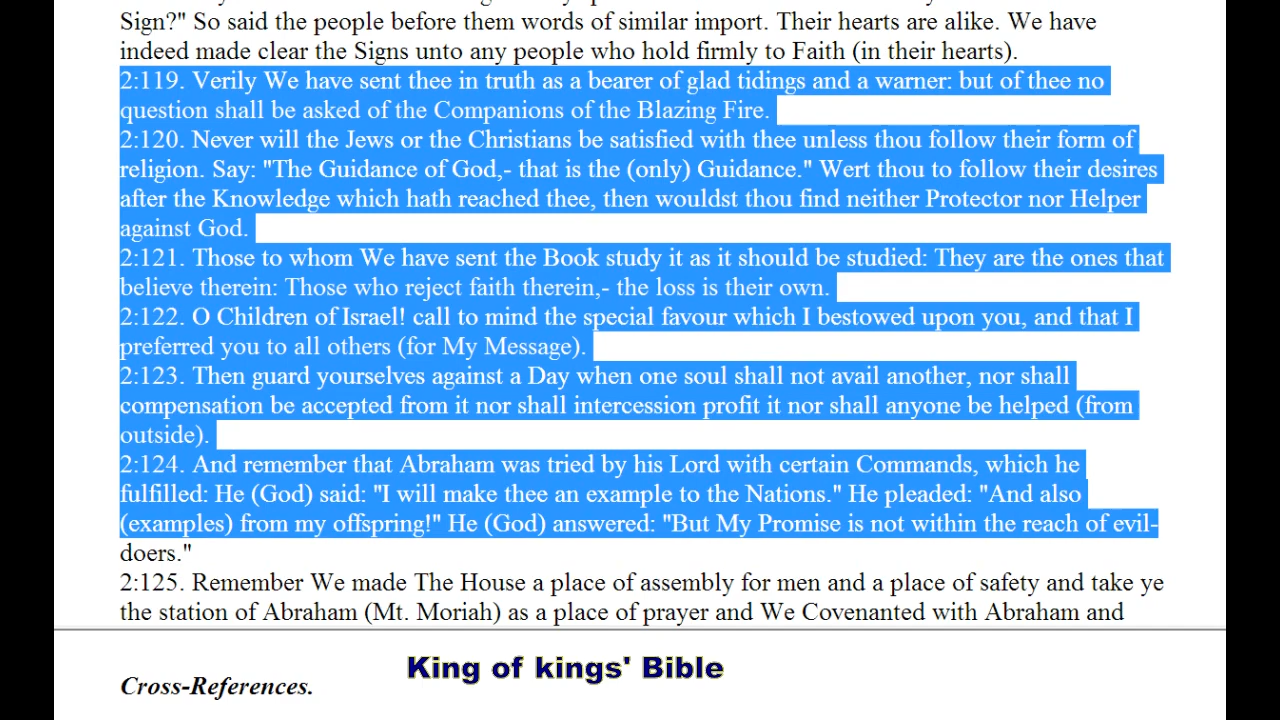 Sign?" So said the people before them words of similar import. Their hearts are alike. We have
indeed made clear the Signs unto any people who hold firmly to Faith (in their hearts).
2:119. Verily We have sent thee in truth as a bearer of glad tidings and a warner: but of thee no
question shall be asked of the Companions of the Blazing Fire.
2:120. Never will the Jews or the Christians be satisfied with thee unless thou follow their form of
religion. Say: "The Guidance of God,- that is the (only) Guidance." Wert thou to follow their desires
after the Knowledge which hath reached thee, then wouldst thou find neither Protector nor Helper
against God.
2:121. Those to whom We have sent the Book study it as it should be studied: They are the ones that
believe therein: Those who reject faith therein,- the loss is their own.
2:122. O Children of Israel! call to mind the special favour which I bestowed upon you, and that I
preferred you to all others (for My Message).
2:123. Then guard yourselves against a Day when one soul shall not avail another, nor shall
compensation be accepted from it nor shall intercession profit it nor shall anyone be helped (from
outside).
2:124. And remember that Abraham was tried by his Lord with certain Commands, which he
fulfilled: He (God) said: "I will make thee an example to the Nations." He pleaded: "And also
(examples) from my offspring!" He (God) answered: "But My Promise is not within the reach of evil-
doers."
2:125. Remember We made The House a place of assembly for men and a place of safety and take ye
the station of Abraham (Mt. Moriah) as a place of prayer and We Covenanted with Abraham and
King of kings' Bible
Cross-References.